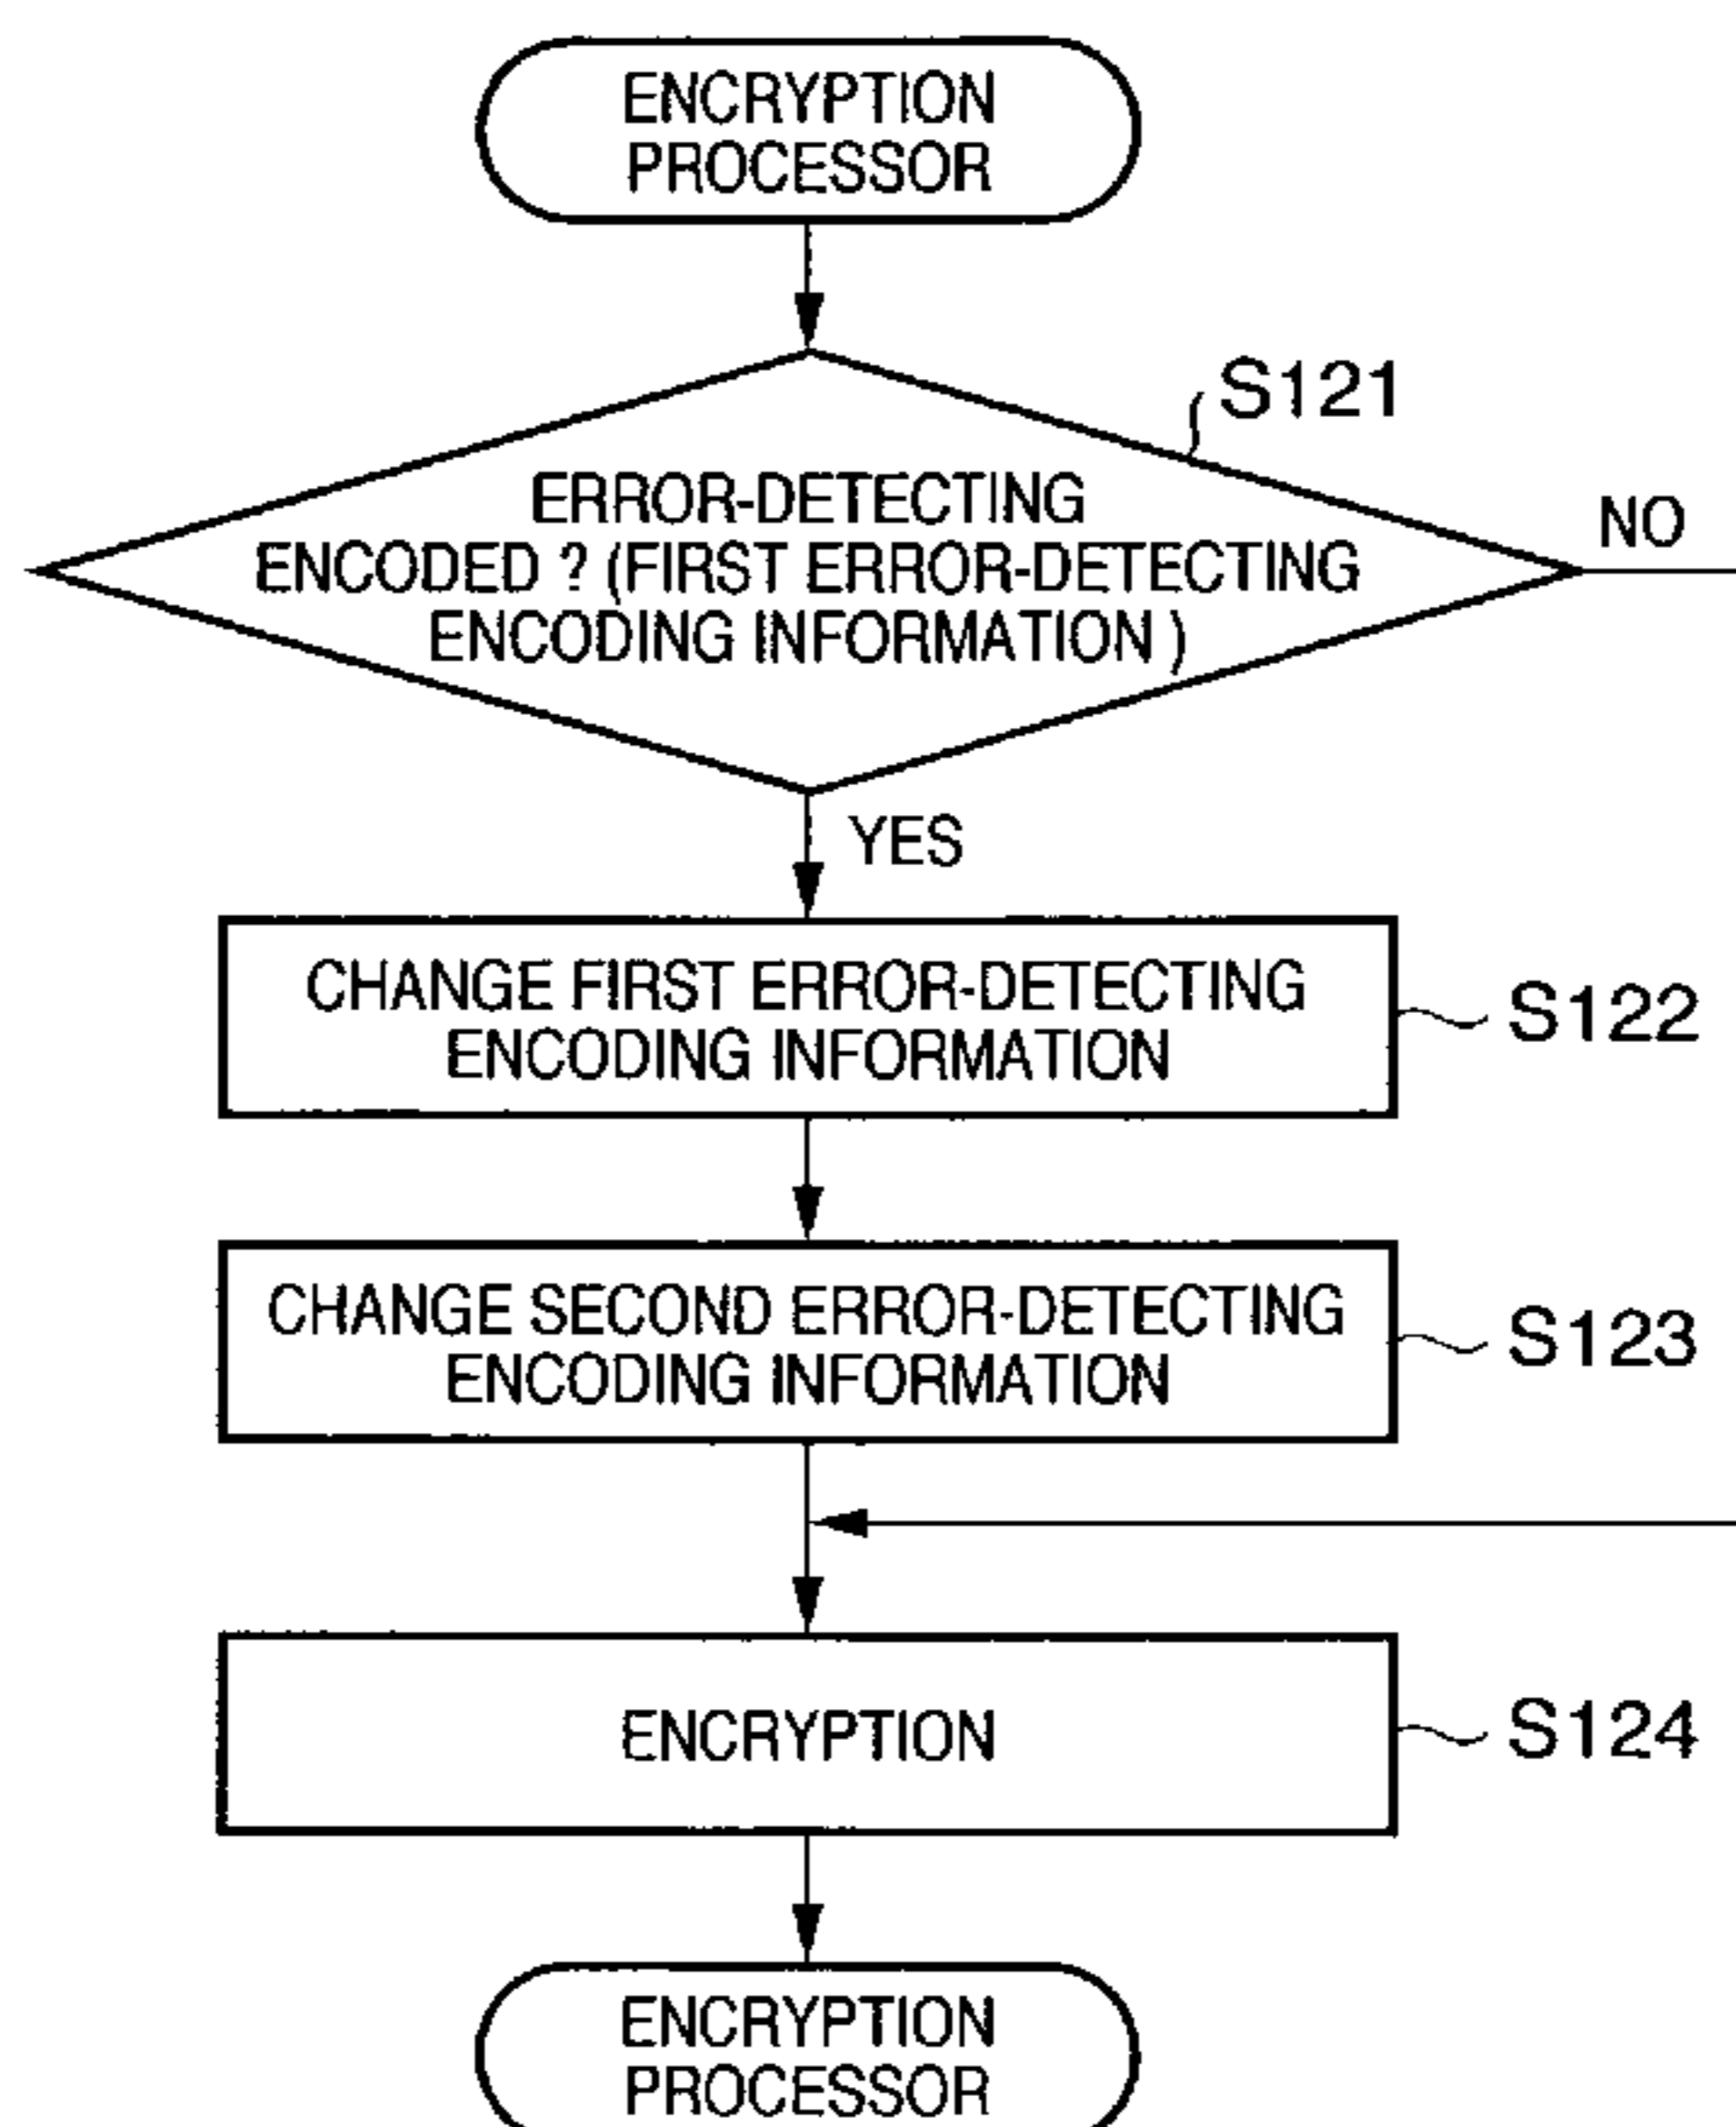 ENCRYPTION
PROCESSOR
S121
ERROR-DETECTING
ENCODED ? (FIRST ERROR-DETECTING
ENCODING INFORMATION )
NO
YES
CHANGE FIRST ERROR-DETECTING
ENCODING INFORMATION
S122
CHANGE SECOND ERROR-DETECTING
ENCODING INFORMATION
S123
ENCRYPTION
S124
ENCRYPTION
PROCESSOR